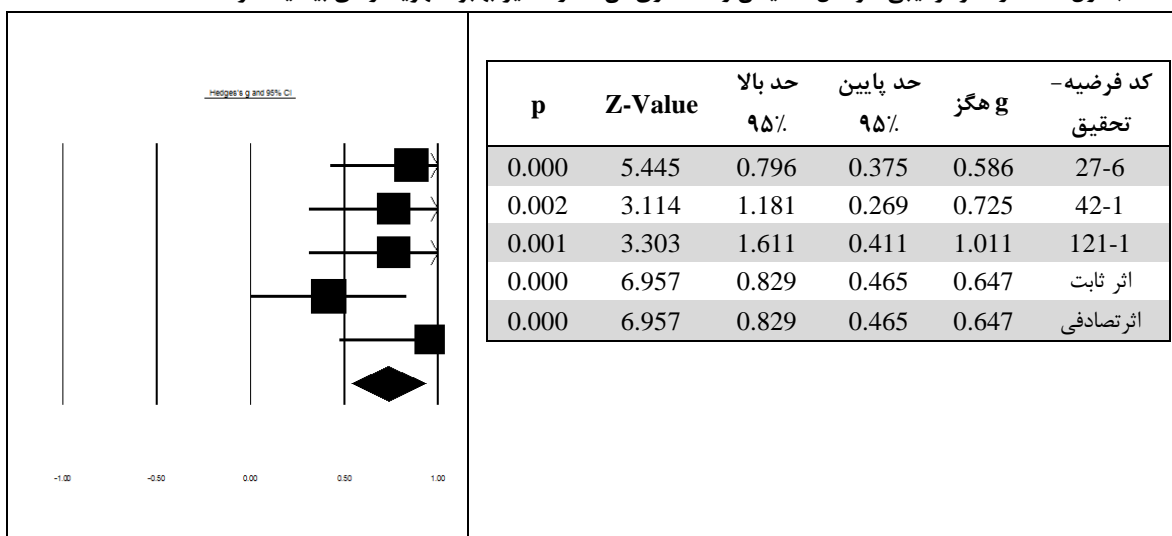 Hedges's g and 95% CI
-1.00 -0.50 0.00 0.50 1.00
کد فرضیه-تحقیق g هگز حد پایین ۹۵٪ حد بالا ۹۵٪ Z-Value p
27-6 0.586 0.375 0.796 5.445 0.000
42-1 0.725 0.269 1.181 3.114 0.002
121-1 1.011 0.411 1.611 3.303 0.001
اثر ثابت 0.647 0.465 0.829 6.957 0.000
اثرتصادفی 0.647 0.465 0.829 6.957 0.000